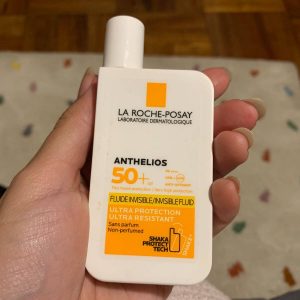 LA ROCHE-POSAY
LABORATOIRE DERMATOLOGIQUE
ANTHELIOS
50+
FLUIDE INVISIBLE/INVISIBLE FLUID
ULTRA PROTECTION
ULTRA RESISTANT
Sans parfum
Non-perfumed
SHAKA
PROTECT
TECH
SHAKE